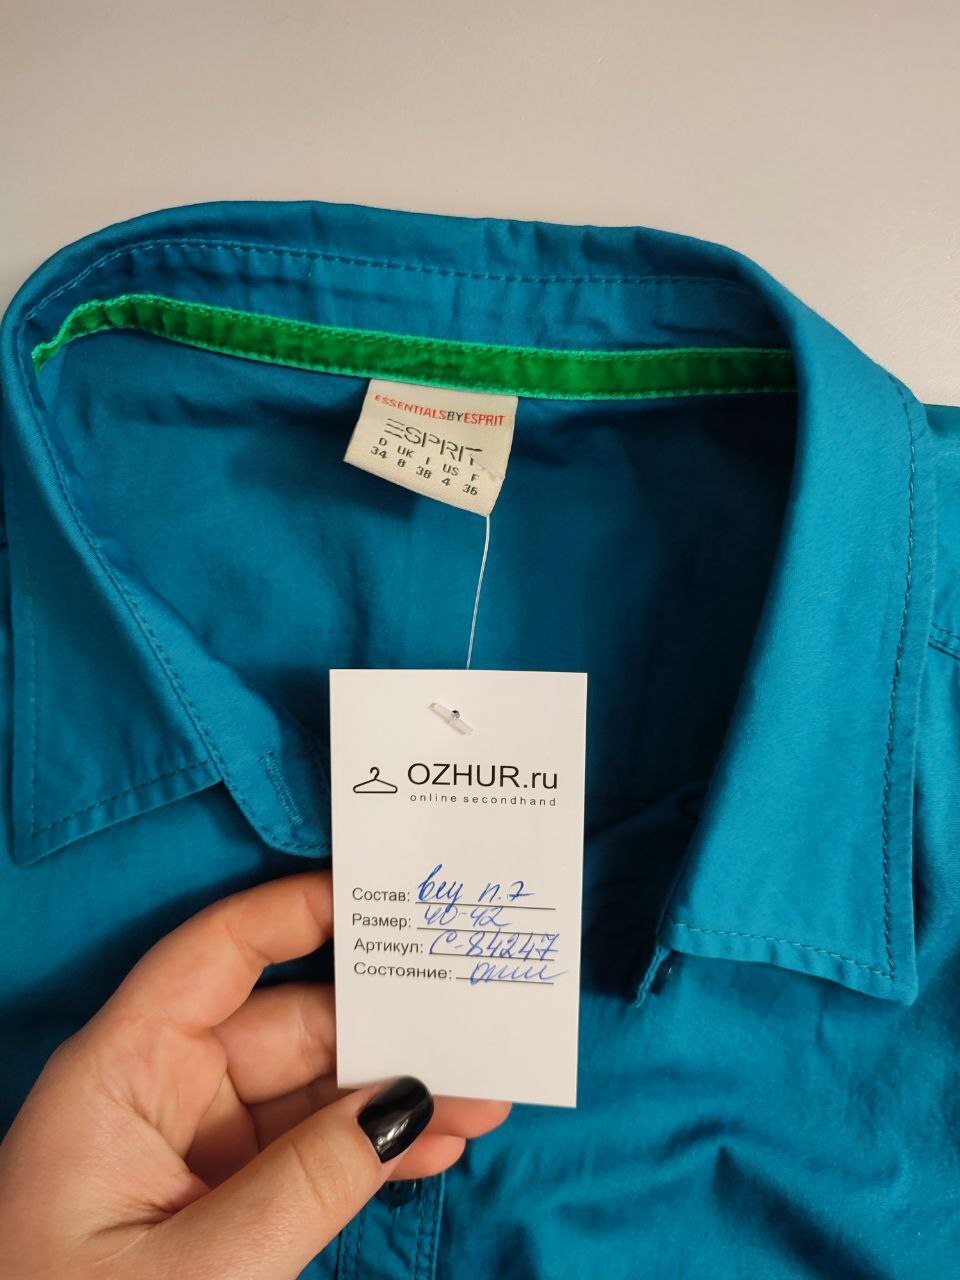 ESSENTIALSBYESPRIT
ESPRIT
D UK I US F
34 8 38 4 36
OZHUR.ru
online secondhand
Состав:
Размер: 40-42
Артикул: С-84247
Состояние: